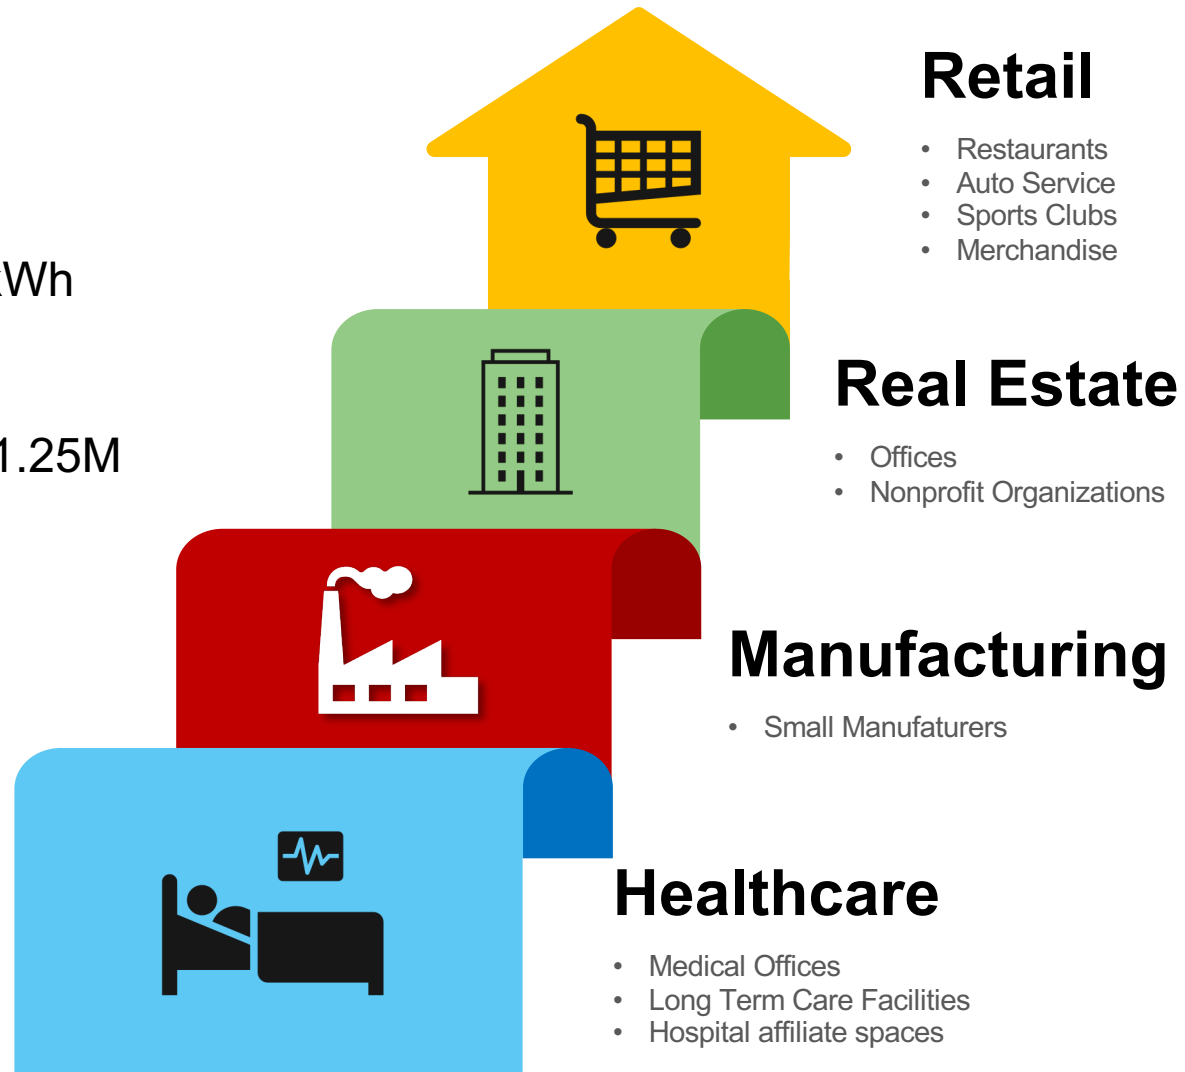 Retail
• Restaurants
• Auto Service
• Sports Clubs
• Merchandise
Wh
1.25M
Real Estate
• Offices
• Nonprofit Organizations
Manufacturing
• Small Manufaturers
Healthcare
• Medical Offices
• Long Term Care Facilities
• Hospital affiliate spaces